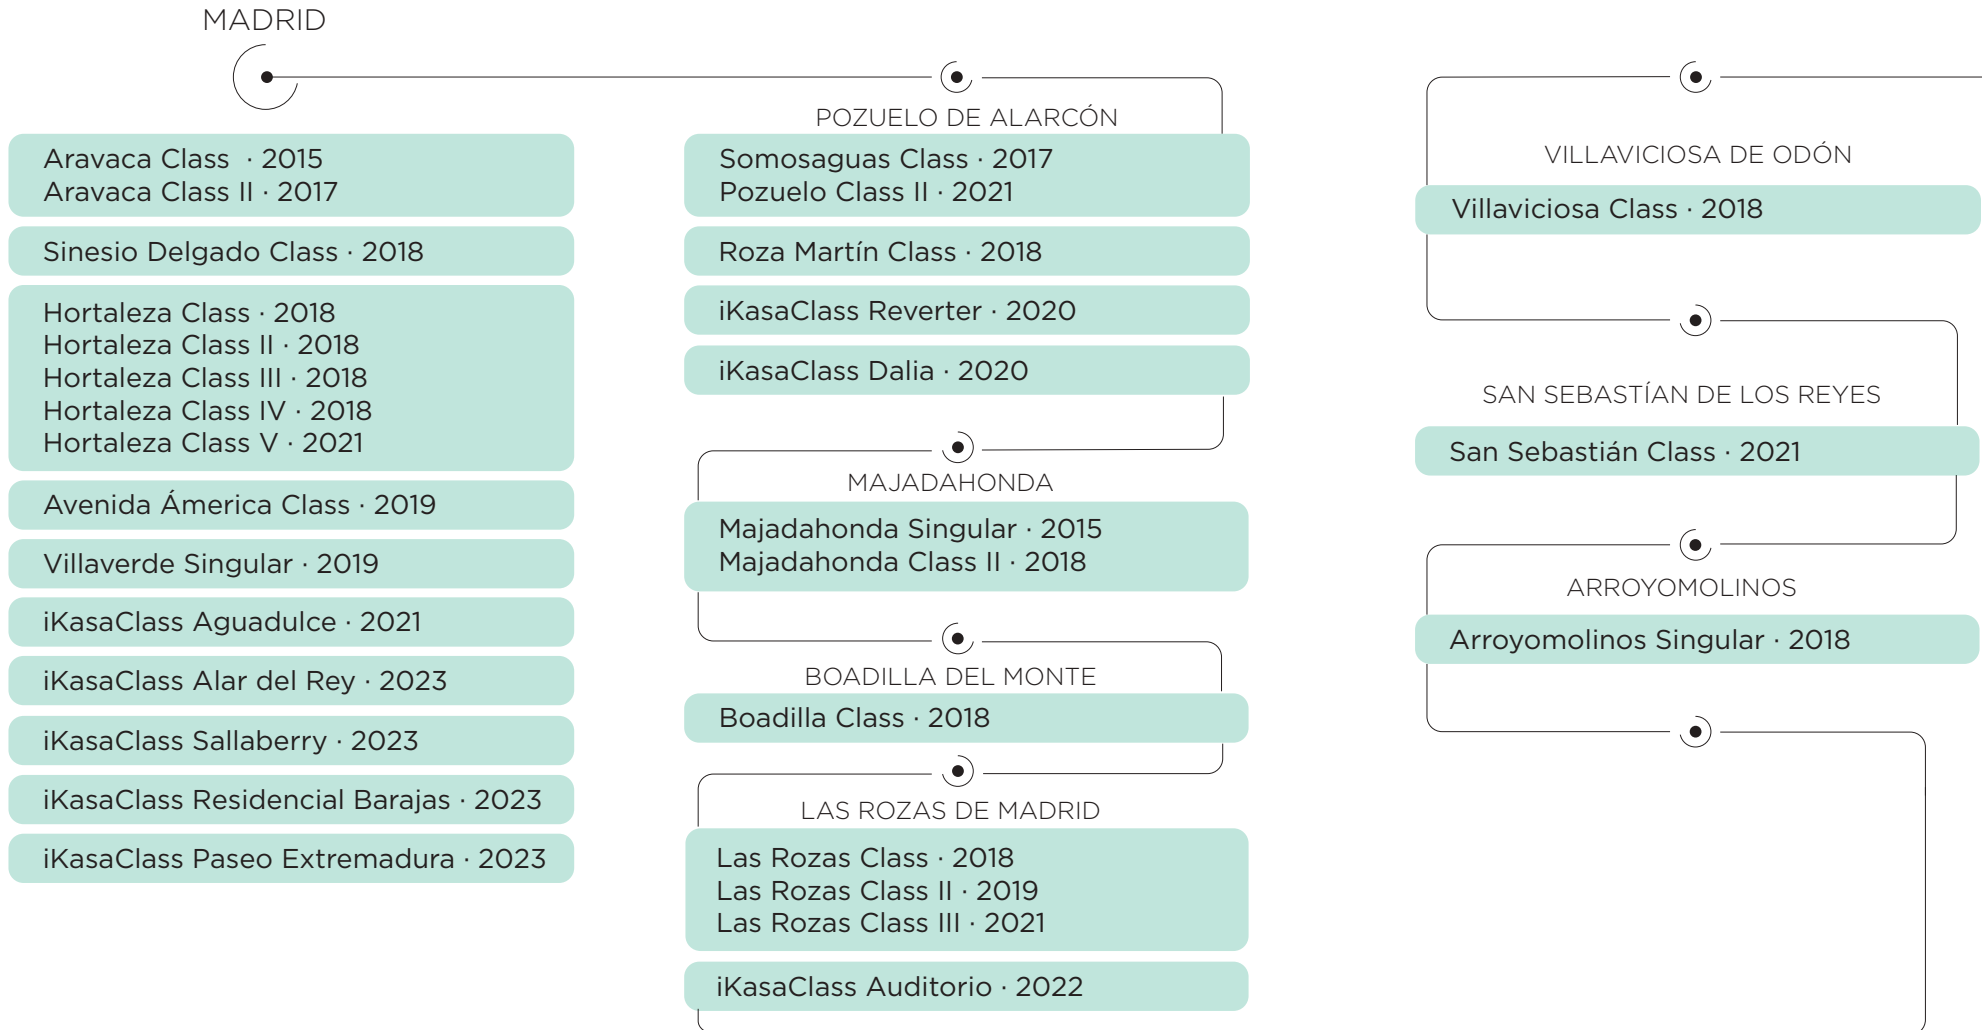 MADRID
Aravaca Class · 2015
Aravaca Class II · 2017
Sinesio Delgado Class · 2018
Hortaleza Class · 2018
Hortaleza Class II · 2018
Hortaleza Class III · 2018
Hortaleza Class IV · 2018
Hortaleza Class V · 2021
Avenida Ámerica Class · 2019
Villaverde Singular · 2019
iKasaClass Aguadulce · 2021
iKasaClass Alar del Rey · 2023
iKasaClass Sallaberry · 2023
iKasaClass Residencial Barajas · 2023
iKasaClass Paseo Extremadura · 2023
POZUELO DE ALARCÓN
Somosaguas Class · 2017
Pozuelo Class II · 2021
Roza Martín Class · 2018
iKasaClass Reverter · 2020
iKasaClass Dalia · 2020
MAJADAHONDA
Majadahonda Singular · 2015
Majadahonda Class II · 2018
BOADILLA DEL MONTE
Boadilla Class · 2018
LAS ROZAS DE MADRID
Las Rozas Class · 2018
Las Rozas Class II · 2019
Las Rozas Class III · 2021
iKasaClass Auditorio · 2022
VILLAVICIOSA DE ODÓN
Villaviciosa Class · 2018
SAN SEBASTÍAN DE LOS REYES
San Sebastián Class · 2021
ARROYOMOLINOS
Arroyomolinos Singular · 2018